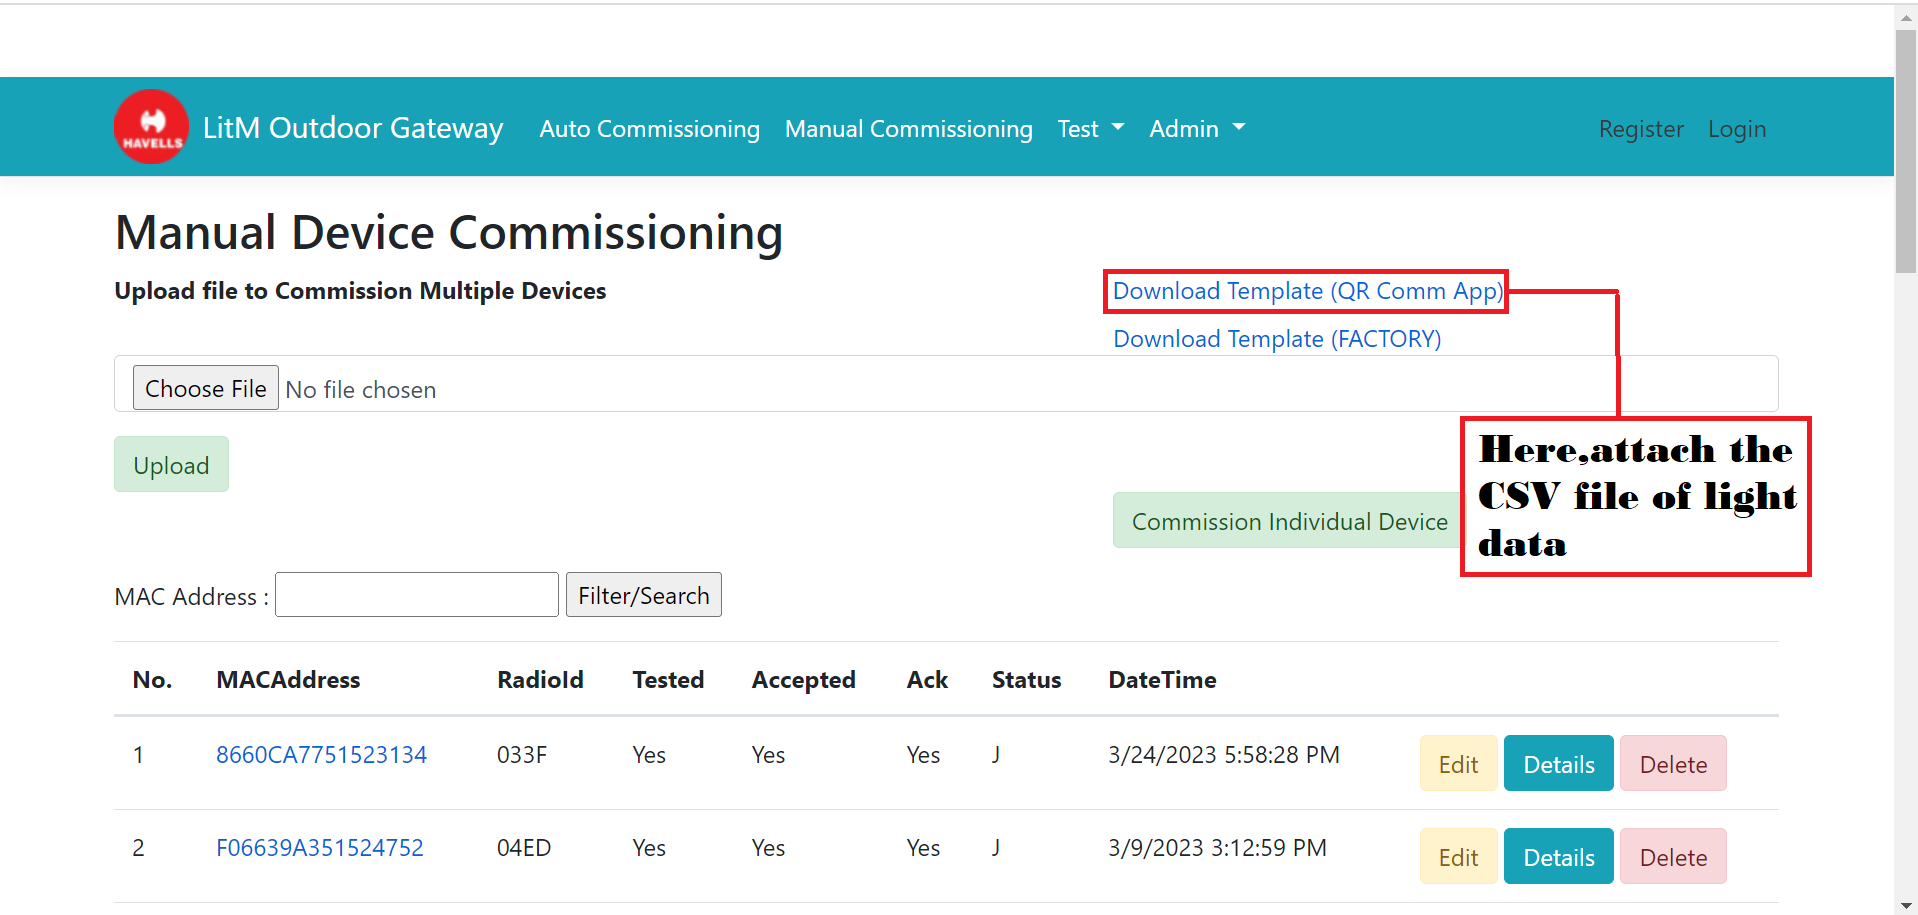 HAVELLS LitM Outdoor Gateway Auto Commissioning Manual Commissioning Test Admin Register Login
Manual Device Commissioning
Upload file to Commission Multiple Devices Download Template (QR Comm App)
Download Template (FACTORY)
Choose File No file chosen
Here,attach the
CSV file of light
data
Upload
Commission Individual Device
MAC Address : Filter/Search
No. MACAddress RadioId Tested Accepted Ack Status DateTime
1 8660CA7751523134 033F Yes Yes Yes J 3/24/2023 5:58:28 PM Edit Details Delete
2 F06639A351524752 04ED Yes Yes Yes J 3/9/2023 3:12:59 PM Edit Details Delete